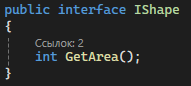 public interface IShape
{
Ссылок: 2
int GetArea();
}